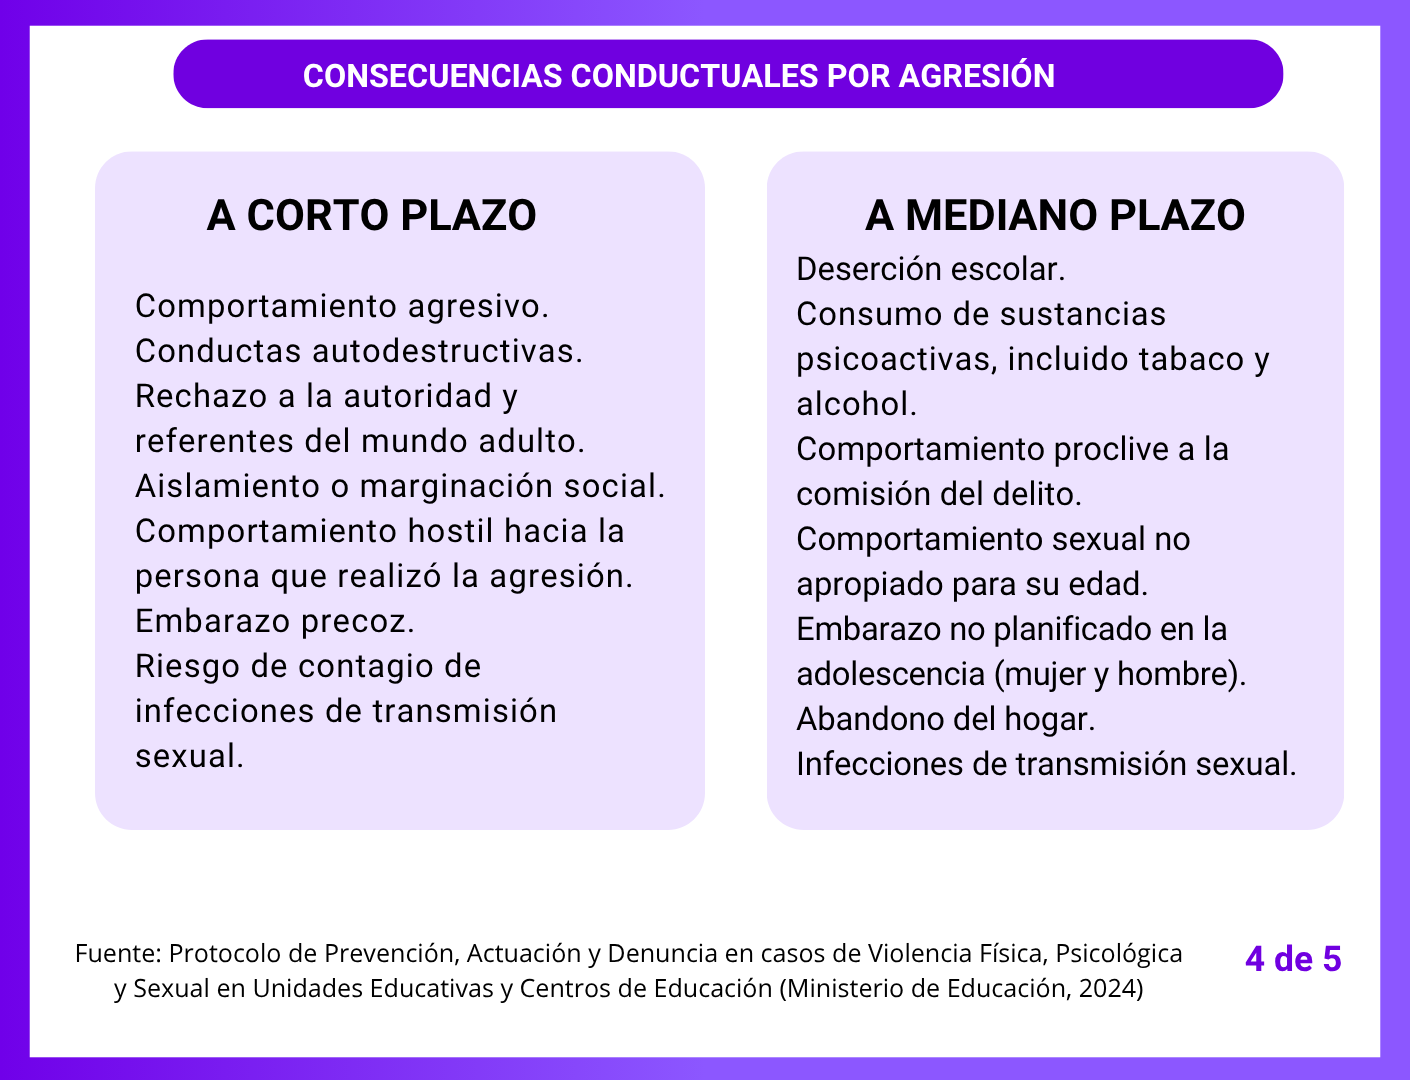 CONSECUENCIAS CONDUCTUALES POR AGRESIÓN
A CORTO PLAZO
Comportamiento agresivo.
Conductas autodestructivas.
Rechazo a la autoridad y
referentes del mundo adulto.
Aislamiento o marginación social.
Comportamiento hostil hacia la
persona que realizó la agresión.
Embarazo precoz.
Riesgo de contagio de
infecciones de transmisión
sexual.
A MEDIANO PLAZO
Deserción escolar.
Consumo de sustancias
psicoactivas, incluido tabaco y
alcohol.
Comportamiento proclive a la
comisión del delito.
Comportamiento sexual no
apropiado para su edad.
Embarazo no planificado en la
adolescencia (mujer y hombre).
Abandono del hogar.
Infecciones de transmisión sexual.
Fuente: Protocolo de Prevención, Actuación y Denuncia en casos de Violencia Física, Psicológica
y Sexual en Unidades Educativas y Centros de Educación (Ministerio de Educación, 2024)
4 de 5